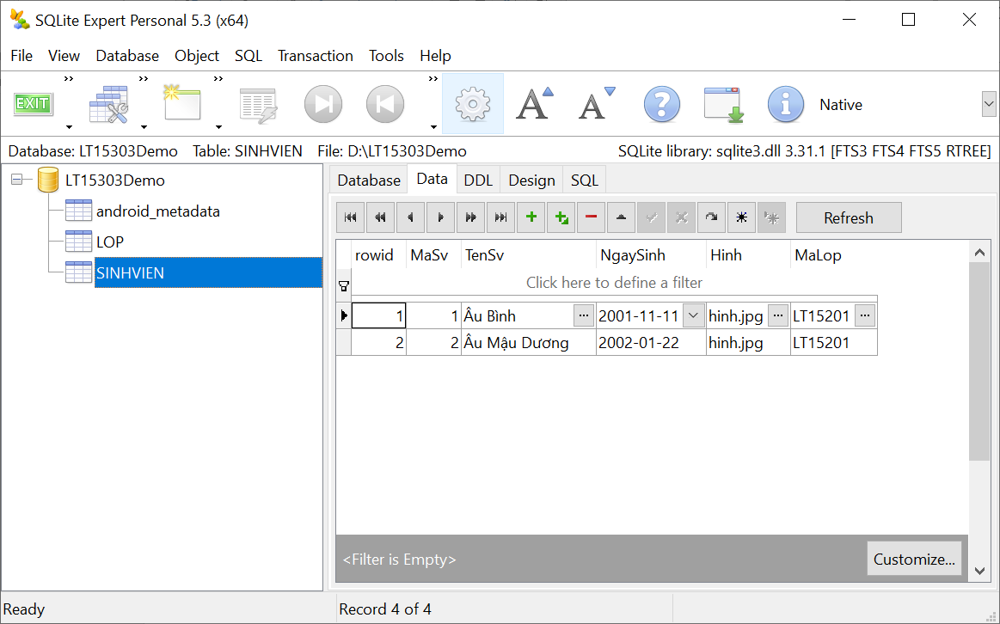 SQLite Expert Personal 5.3 (x64)
File View Database Object SQL Transaction Tools Help
EXIT A A ? i Native
Database: LT15303Demo Table: SINHVIEN File: D:\LT15303Demo SQLite library: sqlite3.dll 3.31.1 [FTS3 FTS4 FTS5 RTREE]
LT15303Demo
android_metadata
LOP
SINHVIEN
Database Data DDL Design SQL
Refresh
rowid MaSv TenSv NgaySinh Hinh MaLop
Click here to define a filter
1 1 Âu Bình ... 2001-11-11 hinh.jpg ... LT15201 ...
2 2 Âu Mậu Dương 2002-01-22 hinh.jpg LT15201
<Filter is Empty> Customize...
Ready Record 4 of 4